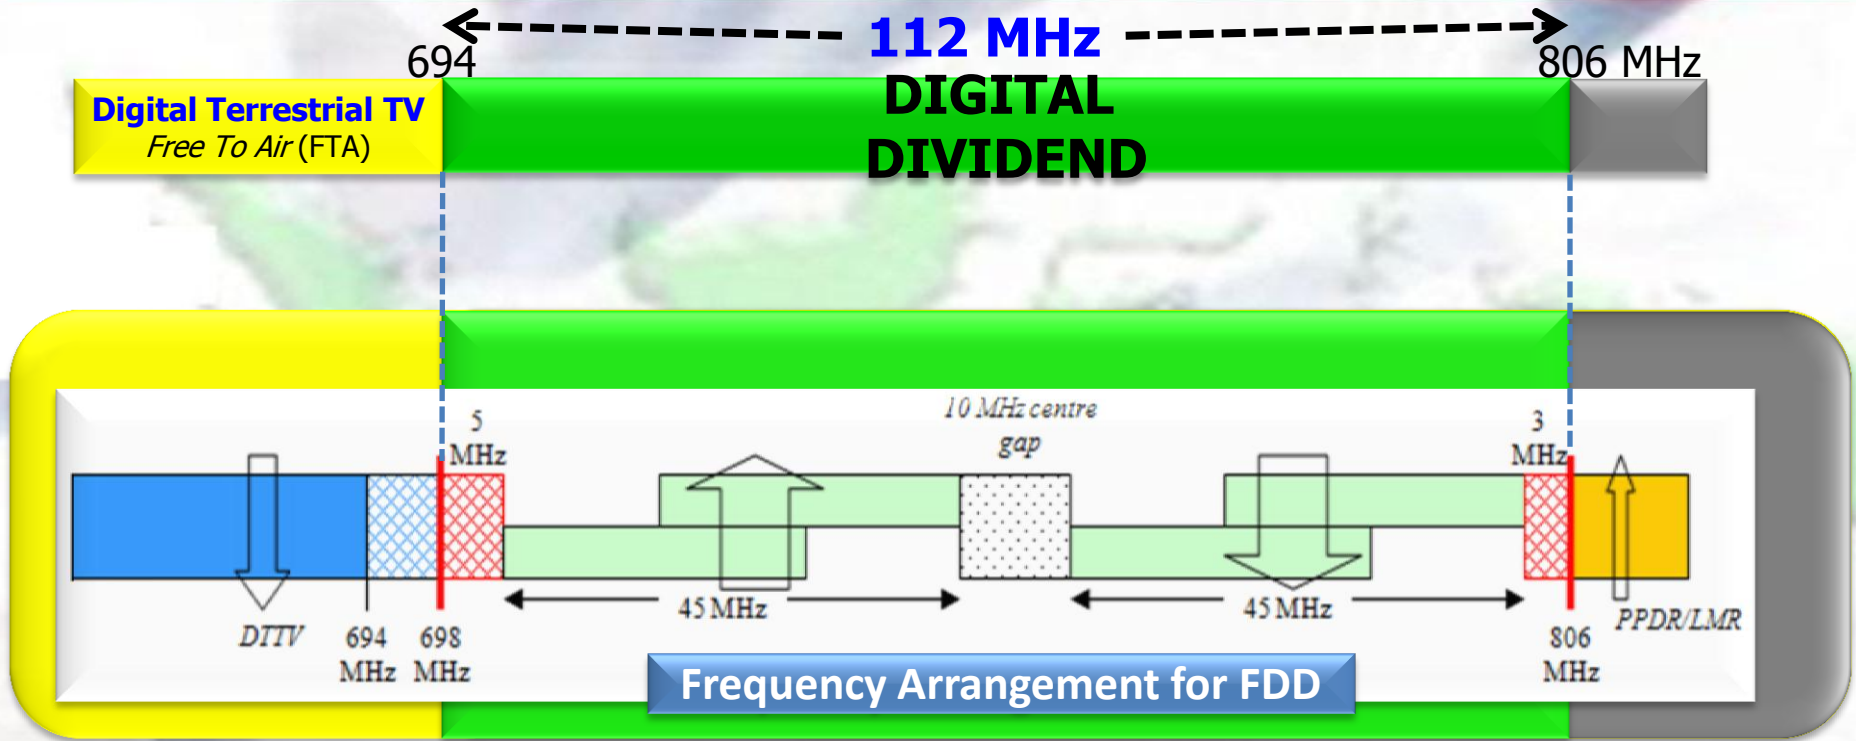 112 MHz
694
806 MHz
Digital Terrestrial TV
Free To Air (FTA)
DIGITAL
DIVIDEND
5
MHz
10 MHz centre
gap
3
MHz
45 MHz
45 MHz
DTTV
694
MHz
698
MHz
806
MHz
PPDR/LMR
Frequency Arrangement for FDD